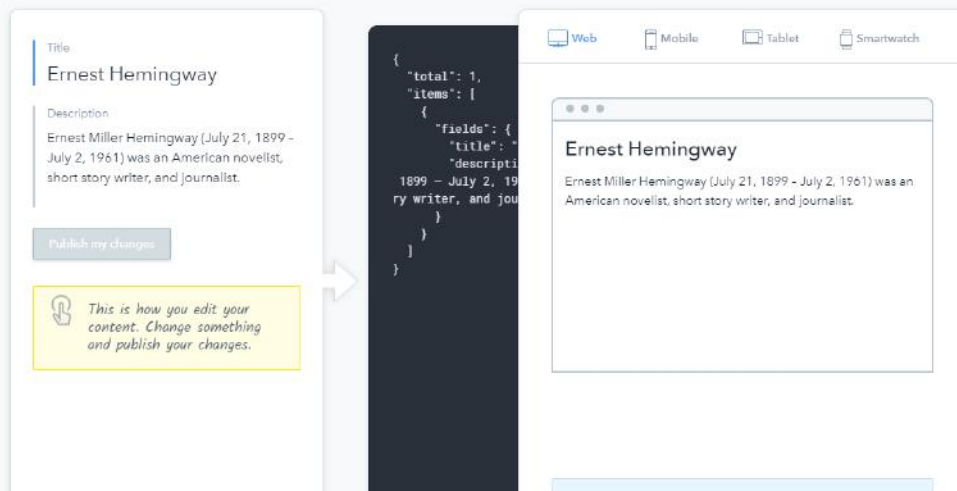 Title
Ernest Hemingway
Description
Ernest Miller Hemingway (July 21, 1899 –
July 2, 1961) was an American novelist,
short story writer, and journalist.
Publish my changes
This is how you edit your
content. Change something
and publish your changes.
{
"total": 1,
"items": [
{
"fields": {
"title": "
"descripti
1899 – July 2, 19
ry writer, and jou
}
}
]
}
Web Mobile Tablet Smartwatch
Ernest Hemingway
Ernest Miller Hemingway (July 21, 1899 – July 2, 1961) was an
American novelist, short story writer, and journalist.